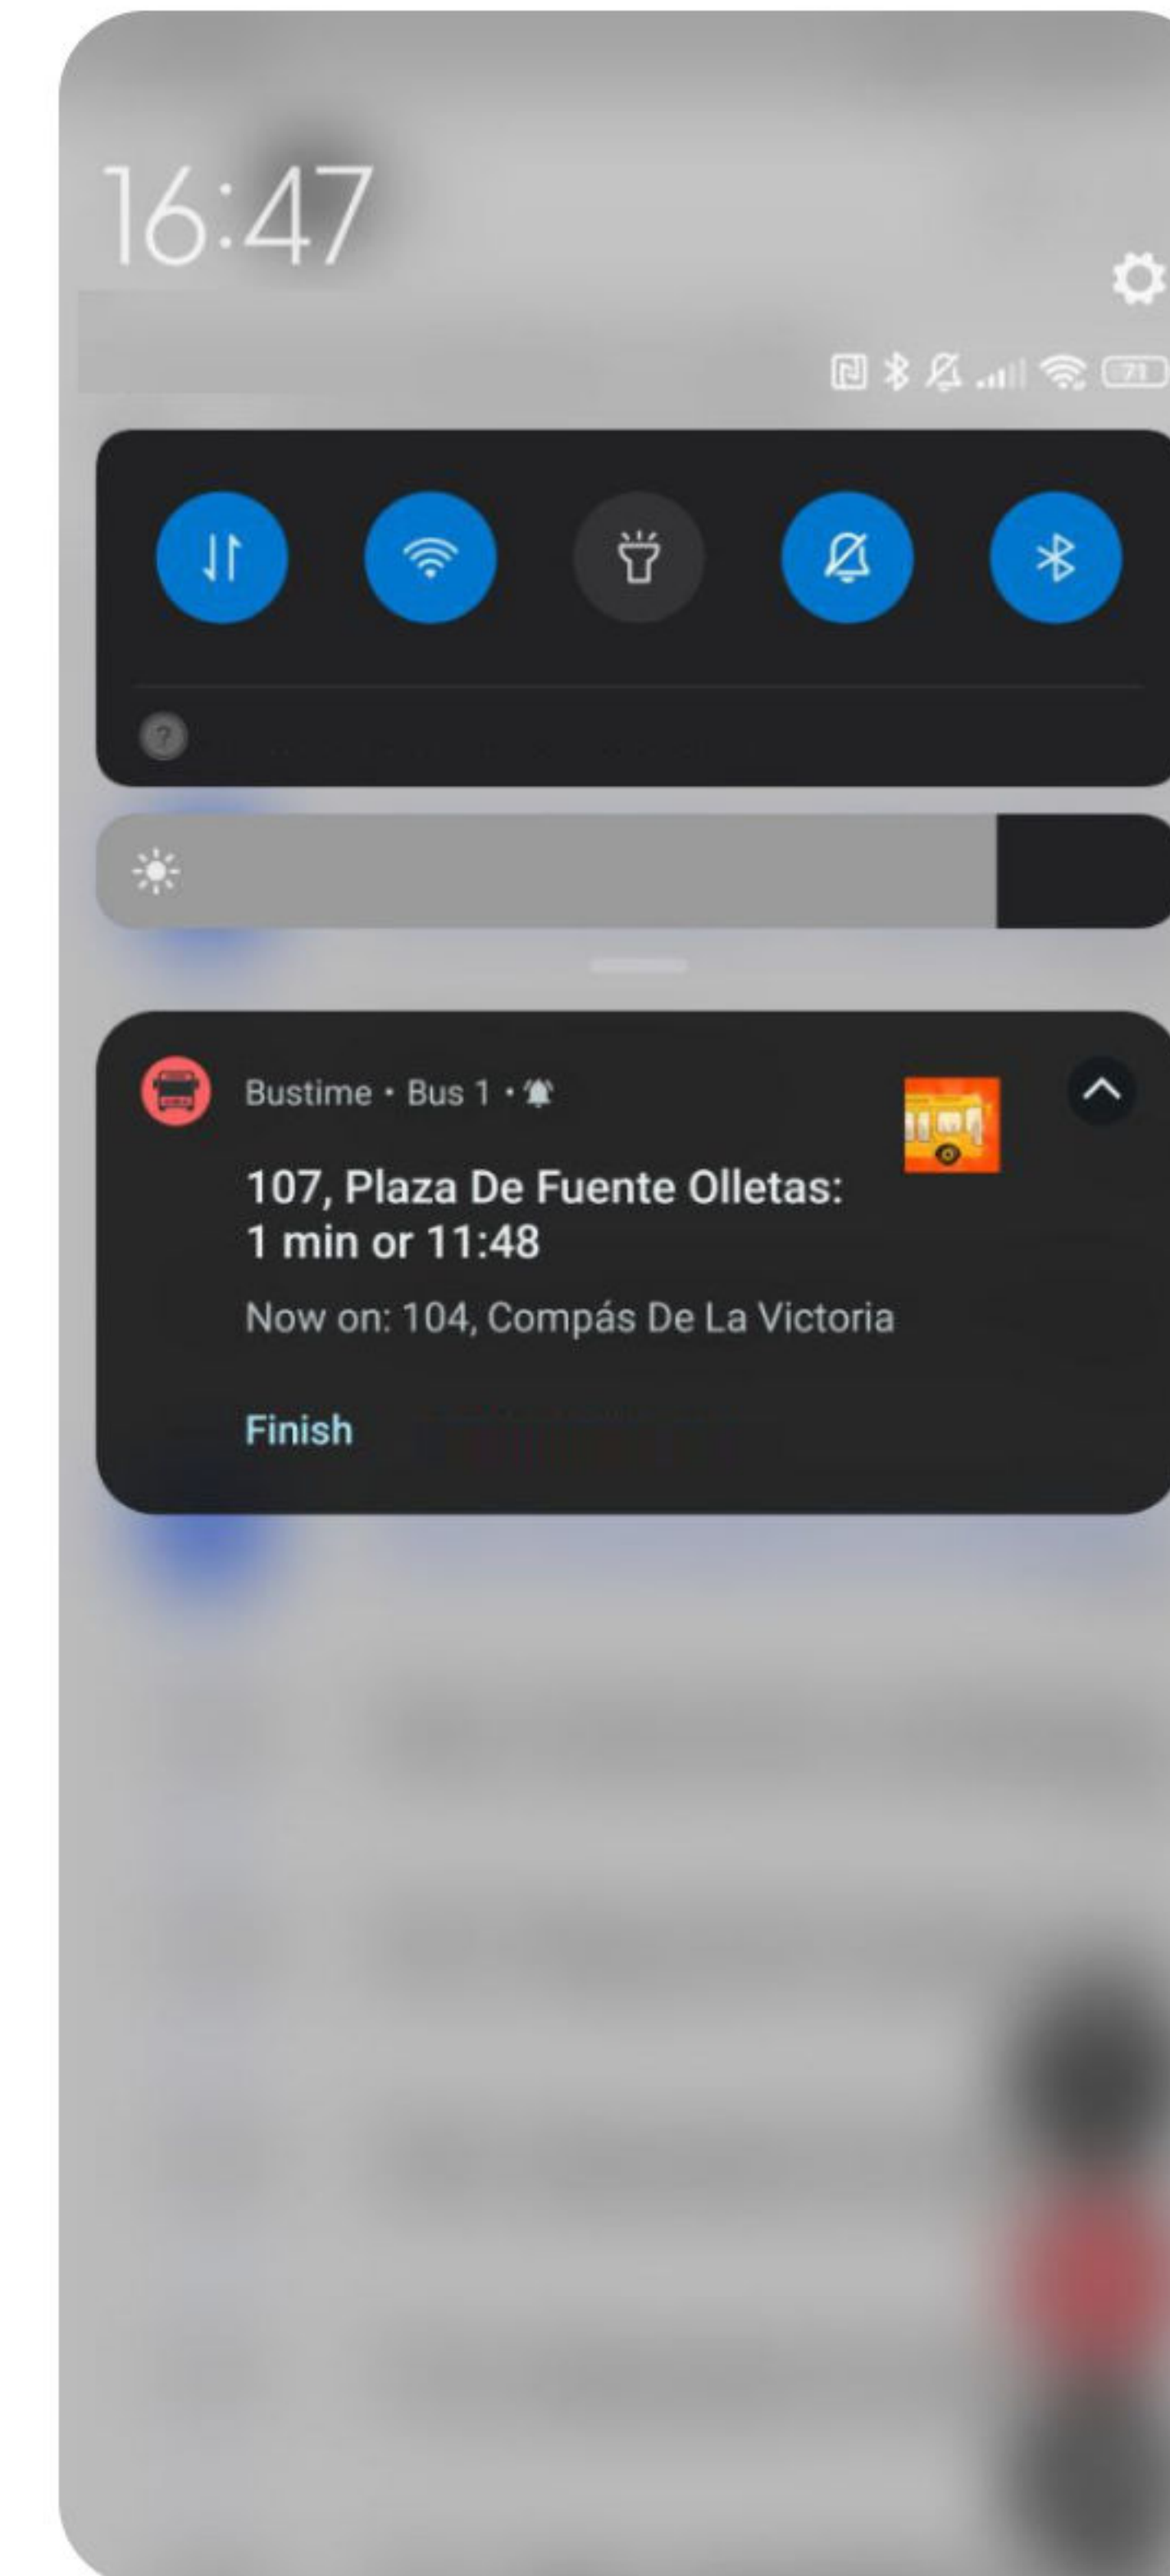 16:47
71
?
Bustime • Bus 1 •
107, Plaza De Fuente Olletas:
1 min or 11:48
Now on: 104, Compás De La Victoria
Finish